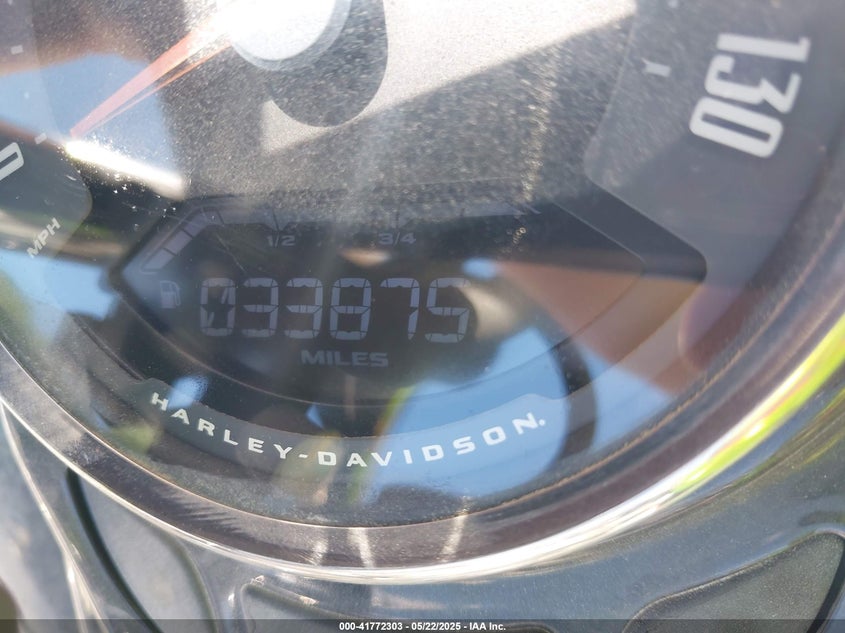 130
MPH
1/2 3/4
033875
MILES
HARLEY-DAVIDSON.
000-41772303 - 05/22/2025 - IAA Inc.